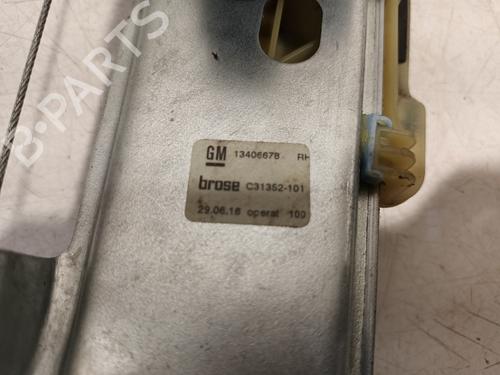 GM 13406678 RH
brose C31352-101
29.06.16 operat 100
B-PARTS